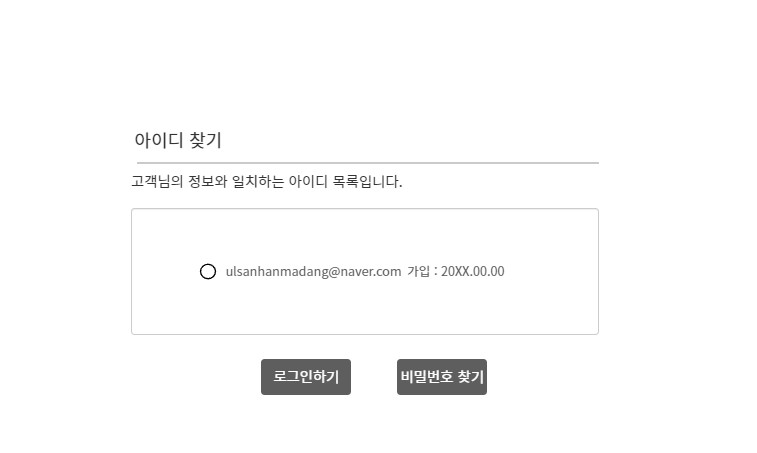 아이디 찾기
고객님의 정보와 일치하는 아이디 목록입니다.
ulsanhanmadang@naver.com 가입 : 20XX.00.00
로그인하기 비밀번호 찾기